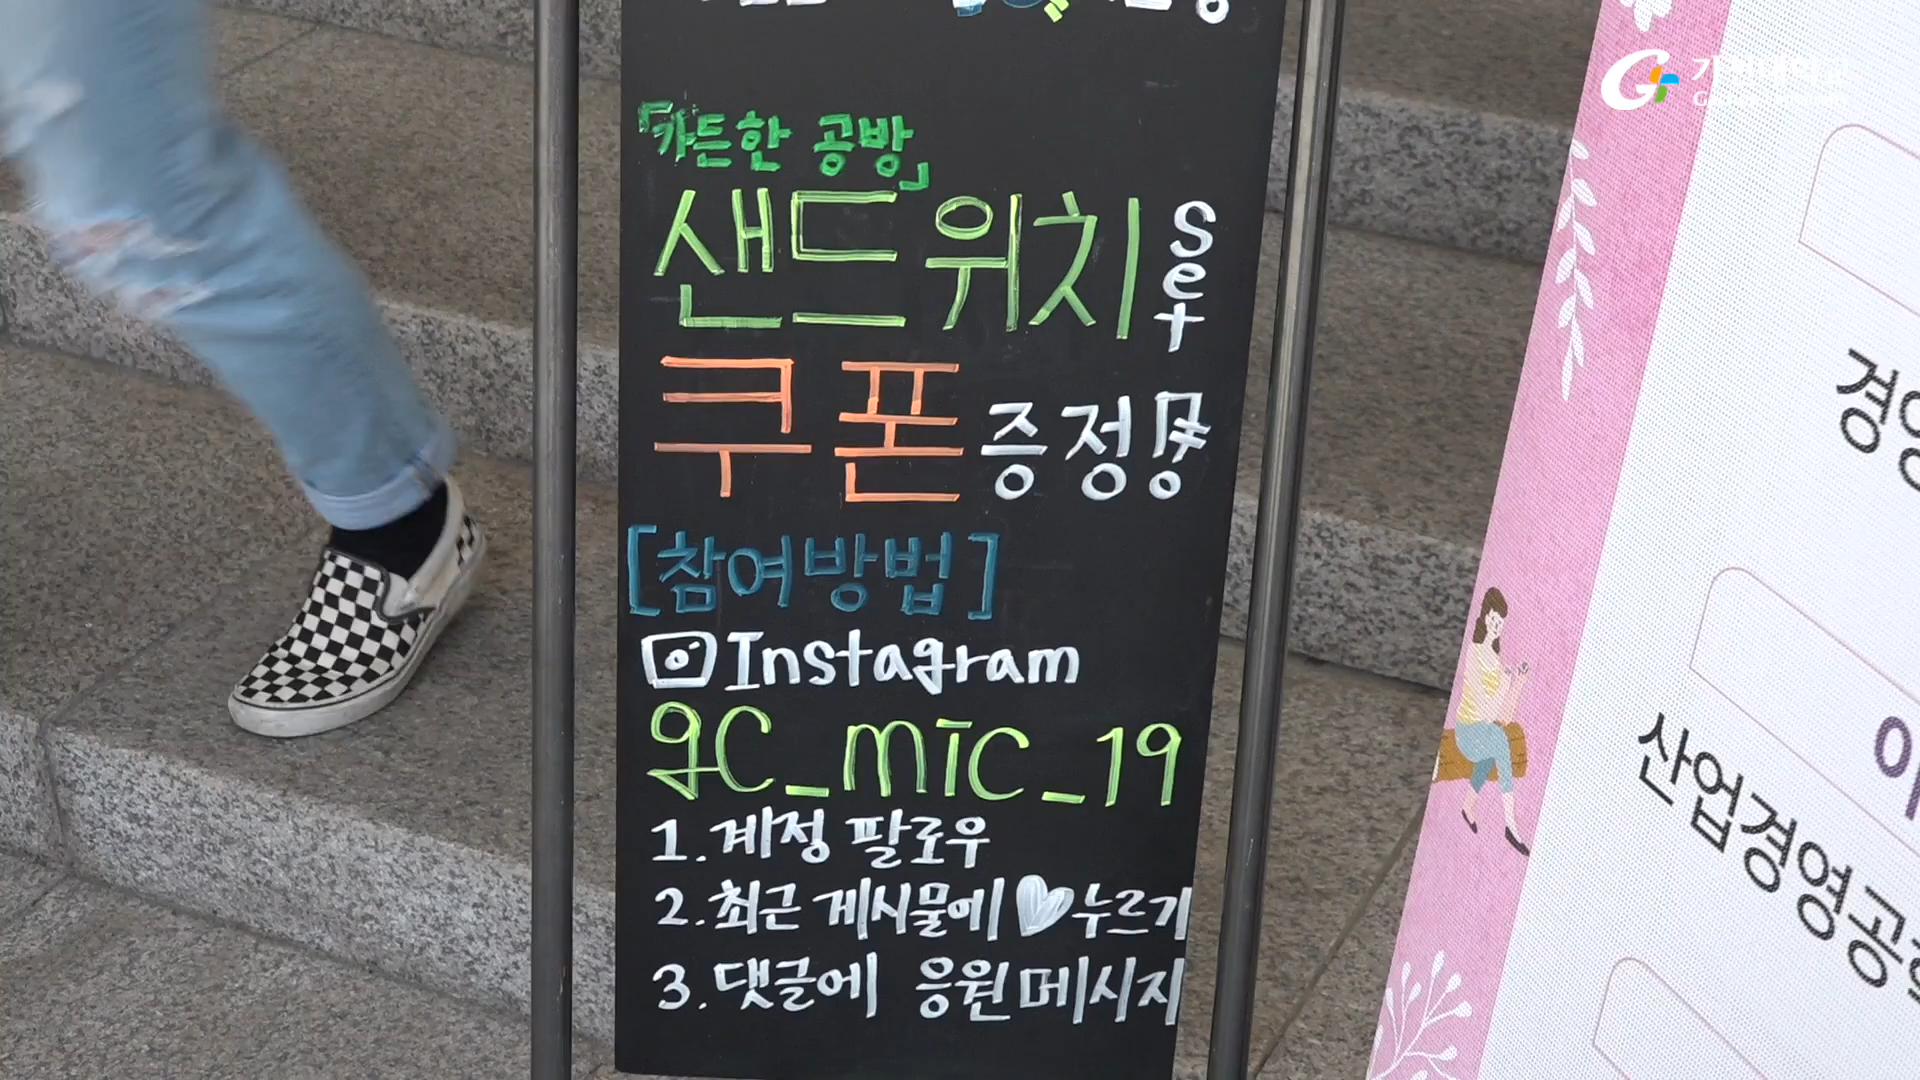 「가든한 공방」
샌드위치 set
쿠폰 증정용
[참여방법]
Instagram
gc_mic_19
1. 계정 팔로우
2. 최근 게시물에 ♥누르기
3. 댓글에 응원메시지
산업경영공